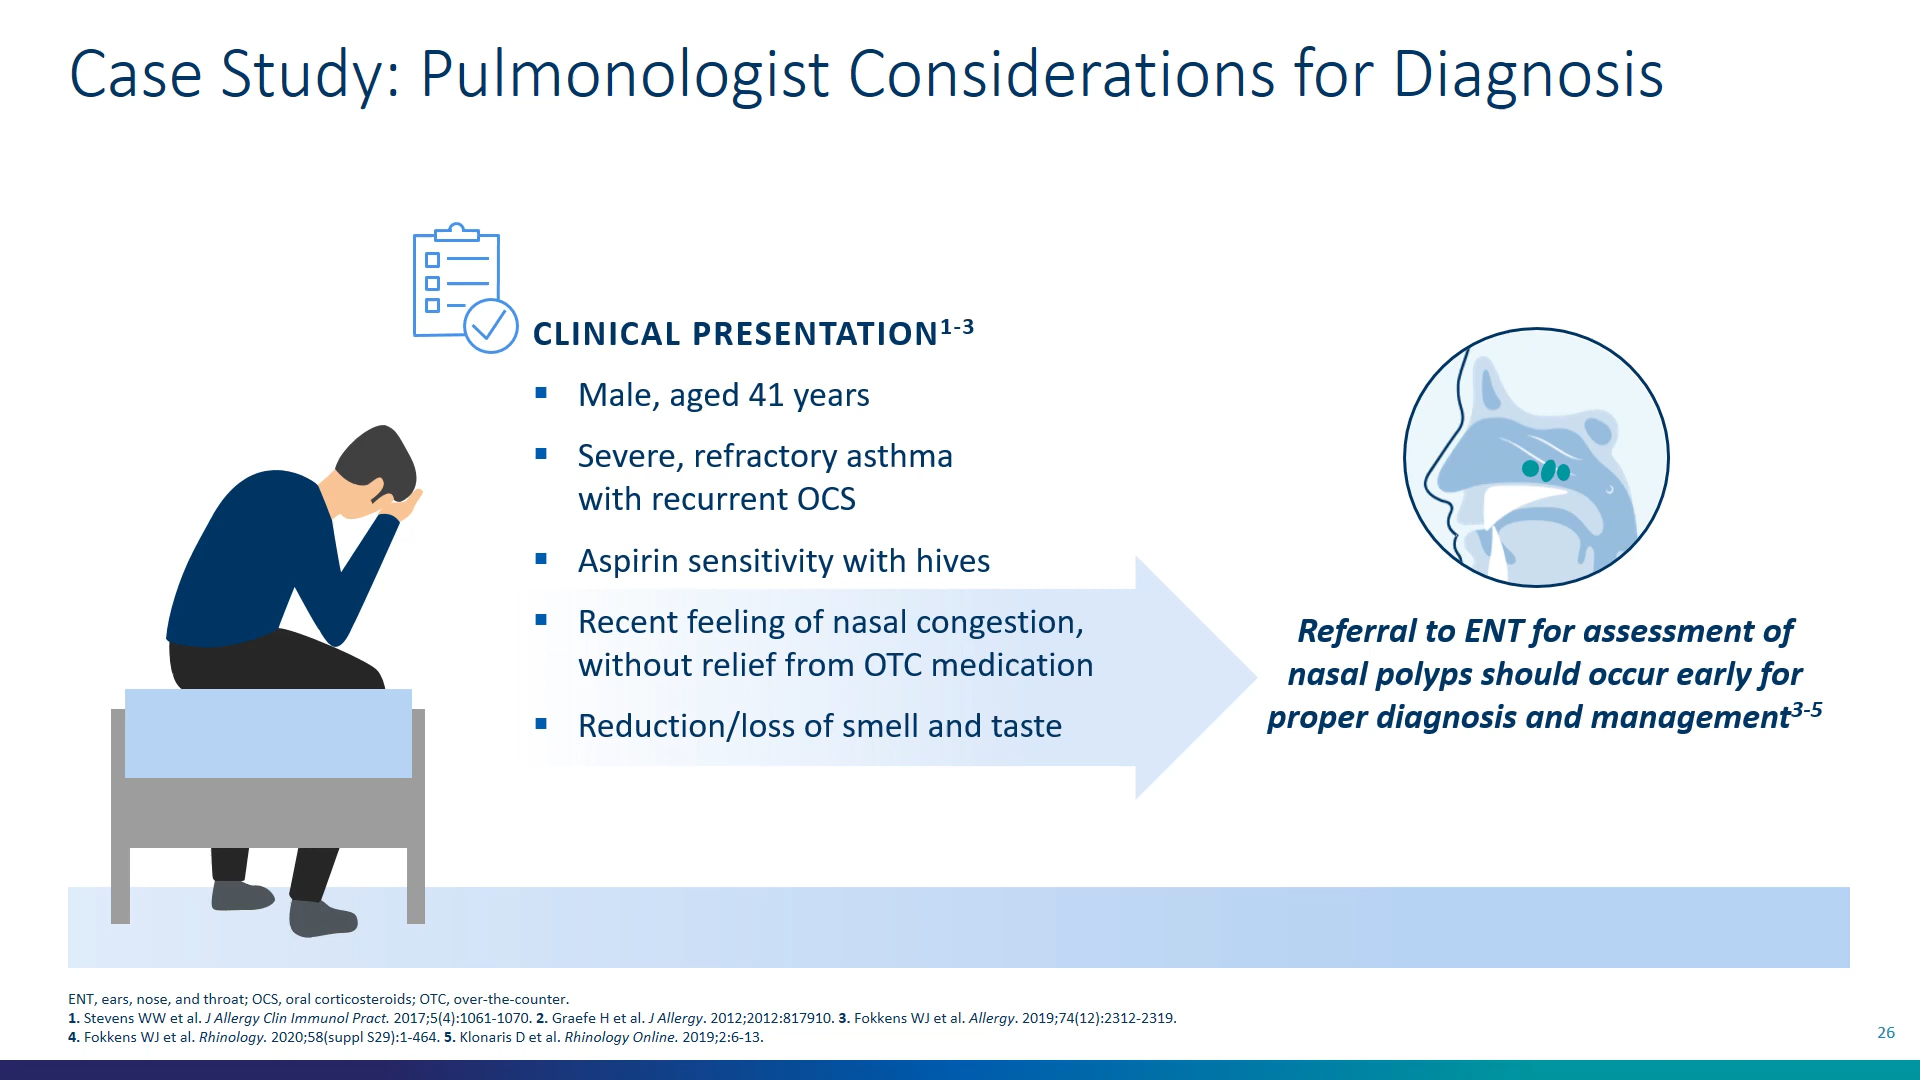 Case Study: Pulmonologist Considerations for Diagnosis
CLINICAL PRESENTATION1-3
▪ Male, aged 41 years
▪ Severe, refractory asthma
with recurrent OCS
▪ Aspirin sensitivity with hives
▪ Recent feeling of nasal congestion,
without relief from OTC medication
▪ Reduction/loss of smell and taste
Referral to ENT for assessment of
nasal polyps should occur early for
proper diagnosis and management3-5
ENT, ears, nose, and throat; OCS, oral corticosteroids; OTC, over-the-counter.
1. Stevens WW et al. J Allergy Clin Immunol Pract. 2017;5(4):1061-1070. 2. Graefe H et al. J Allergy. 2012;2012:817910. 3. Fokkens WJ et al. Allergy. 2019;74(12):2312-2319.
4. Fokkens WJ et al. Rhinology. 2020;58(suppl S29):1-464. 5. Klonaris D et al. Rhinology Online. 2019;2:6-13.
26